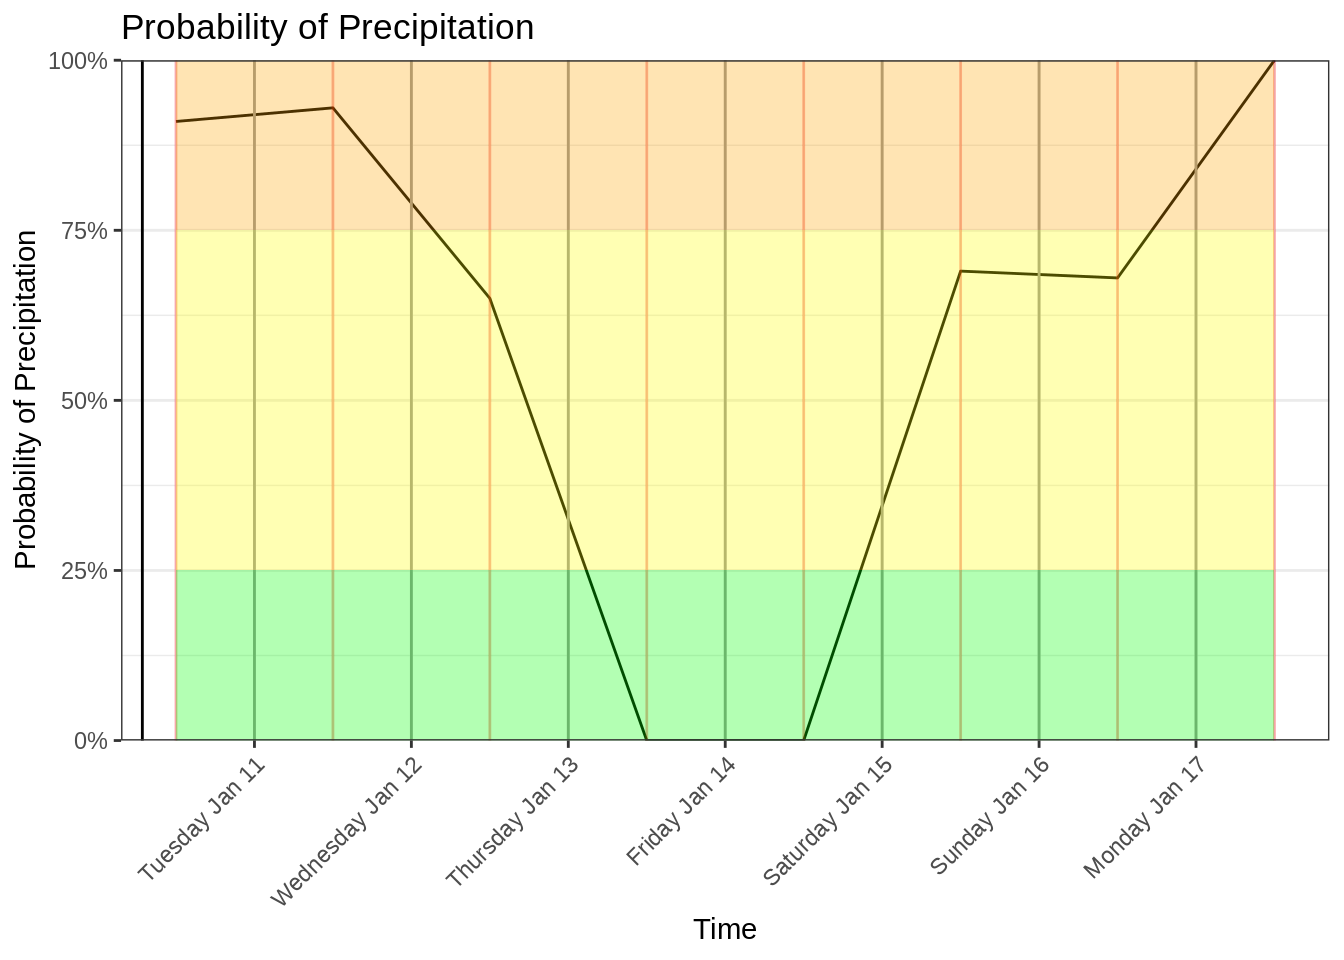 Probability of Precipitation
Probability of Precipitation
100%
75%
50%
25%
0%
Tuesday Jan 11
Wednesday Jan 12
Thursday Jan 13
Friday Jan 14
Saturday Jan 15
Sunday Jan 16
Monday Jan 17
Time